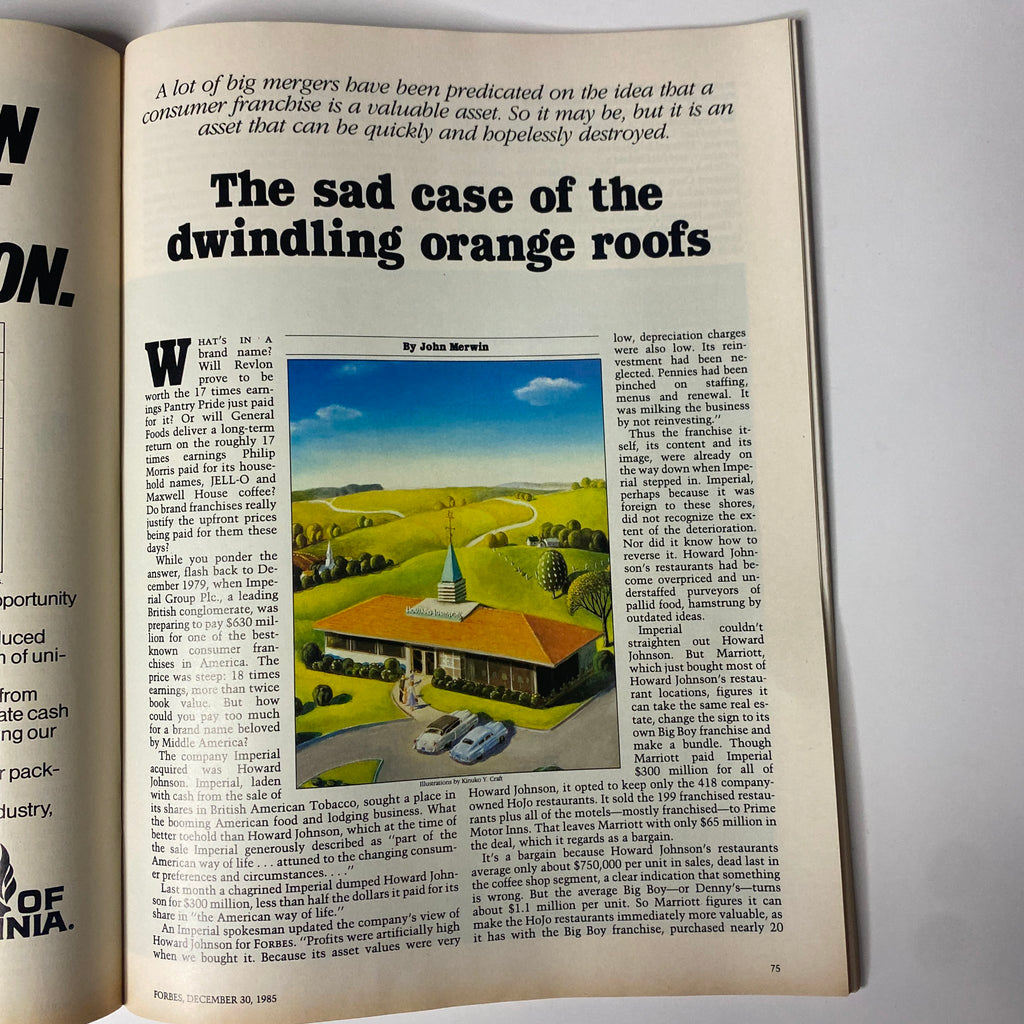 N
ON.
pportunity
duced
n of uni-
from
ate cash
ng our
r pack-
dustry,
OF
NIA.
A lot of big mergers have been predicated on the idea that a
consumer franchise is a valuable asset. So it may be, but it is an
asset that can be quickly and hopelessly destroyed.
The sad case of the
dwindling orange roofs
By John Merwin
WHAT'S IN A
brand name?
Will Revlon
prove to be
worth the 17 times earn-
ings Pantry Pride just paid
for it? Or will General
Foods deliver a long-term
return on the roughly 17
times earnings Philip
Morris paid for its house-
hold names, JELL-O and
Maxwell House coffee?
Do brand franchises really
justify the upfront prices
being paid for them these
days?
While you ponder the
answer, flash back to De-
cember 1979, when Impe-
rial Group Plc., a leading
British conglomerate, was
preparing to pay $630 mil-
lion for one of the best-
known consumer fran-
chises in America. The
price was steep: 18 times
earnings, more than twice
book value. But how
could you pay too much
for a brand name beloved
by Middle America?
The company Imperial
acquired was Howard
Johnson. Imperial, laden
with cash from the sale of
its shares in British American Tobacco, sought a place in
the booming American food and lodging business. What
better toehold than Howard Johnson, which at the time of
the sale Imperial generously described as "part of the
American way of life . . . attuned to the changing consum-
er preferences and circumstances. . . ."
Last month a chagrined Imperial dumped Howard John-
son for $300 million, less than half the dollars it paid for its
share in "the American way of life."
An Imperial spokesman updated the company's view of
Howard Johnson for FORBES. "Profits were artificially high
when we bought it. Because its asset values were very
Howard Johnson's
Illustrations by Kinuko Y. Craft
low, depreciation charges
were also low. Its rein-
vestment had been ne-
glected. Pennies had been
pinched on staffing,
menus and renewal. It
was milking the business
by not reinvesting."
Thus the franchise it-
self, its content and its
image, were already on
the way down when Impe-
rial stepped in. Imperial,
perhaps because it was
foreign to these shores,
did not recognize the ex-
tent of the deterioration.
Nor did it know how to
reverse it. Howard John-
son's restaurants had be-
come overpriced and un-
derstaffed purveyors of
pallid food, hamstrung by
outdated ideas.
Imperial couldn't
straighten out Howard
Johnson. But Marriott,
which just bought most of
Howard Johnson's restau-
rant locations, figures it
can take the same real es-
tate, change the sign to its
own Big Boy franchise and
make a bundle. Though
Marriott paid Imperial
$300 million for all of
Howard Johnson, it opted to keep only the 418 company-
owned HoJo restaurants. It sold the 199 franchised restau-
rants plus all of the motels—mostly franchised—to Prime
Motor Inns. That leaves Marriott with only $65 million in
the deal, which it regards as a bargain.
It's a bargain because Howard Johnson's restaurants
average only about $750,000 per unit in sales, dead last in
the coffee shop segment, a clear indication that something
is wrong. But the average Big Boy—or Denny's—turns
about $1.1 million per unit. So Marriott figures it can
make the HoJo restaurants immediately more valuable, as
it has with the Big Boy franchise, purchased nearly 20
FORBES, DECEMBER 30, 1985
75